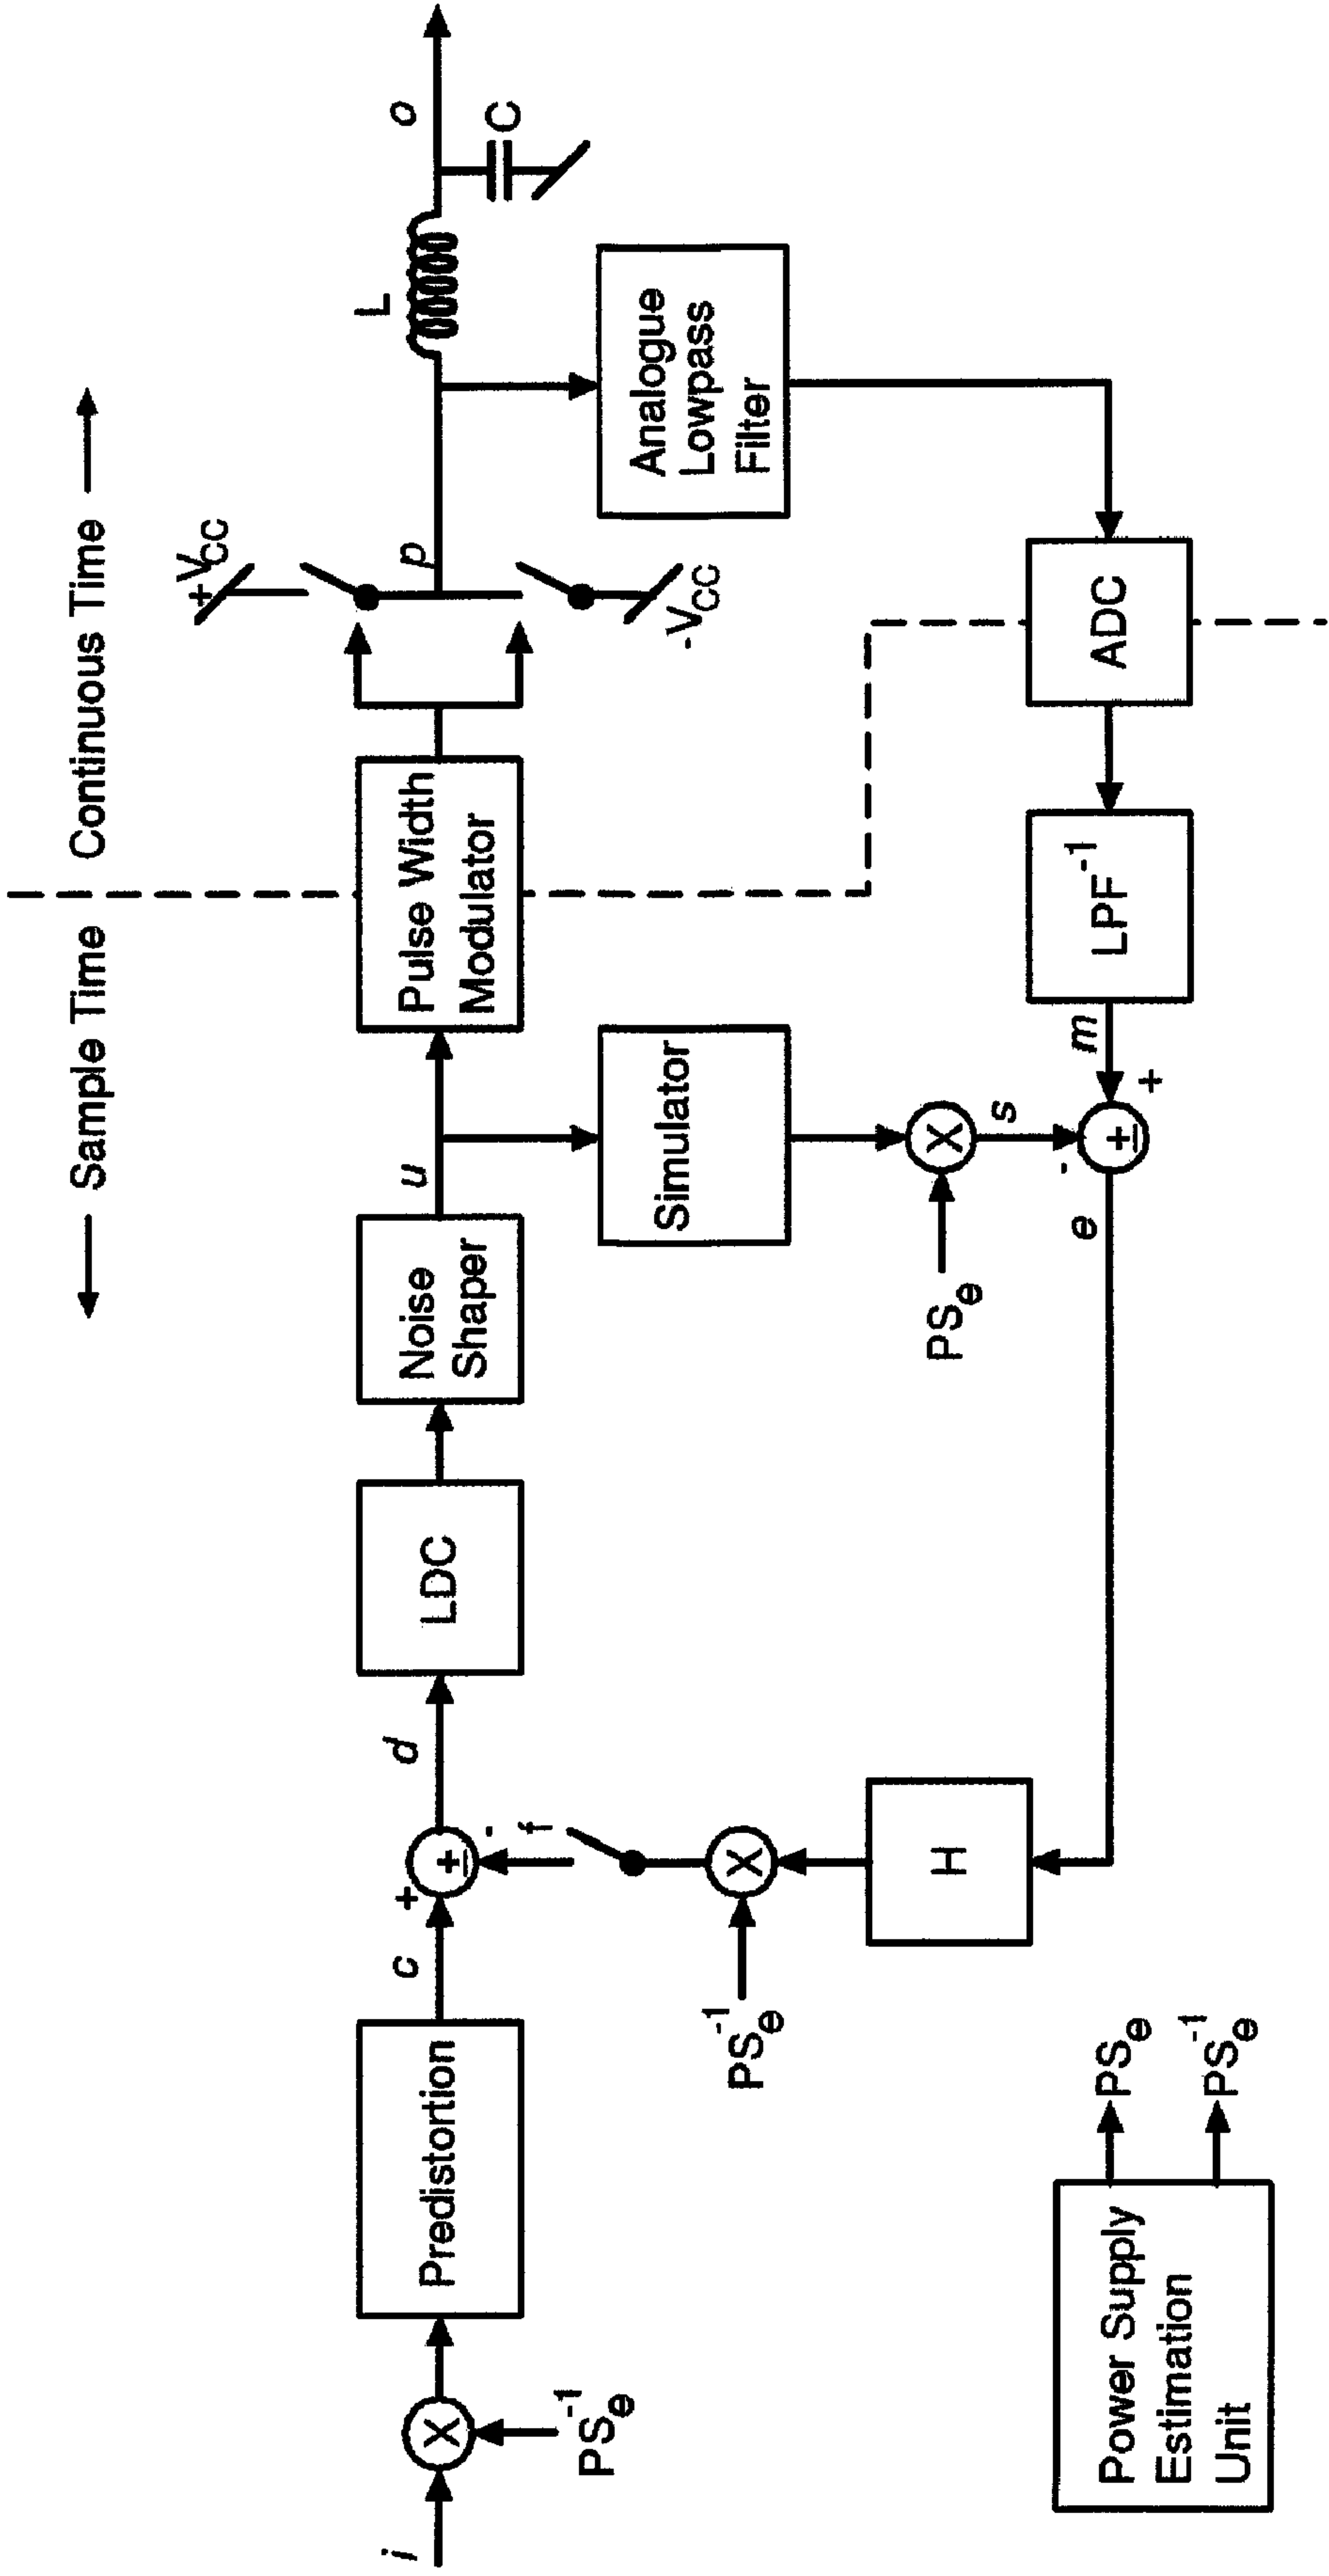 ← Sample Time Continuous Time →
i
X
PSe⁻¹
Predistortion
c
+
±
-
d
LDC
Noise
Shaper
u
Pulse Width
Modulator
+VCC
-VCC
p
L
o
C
f
X
PSe⁻¹
H
Simulator
X
PSe
s
-
±
+
e
m
LPF⁻¹
ADC
Analogue
Lowpass
Filter
Power Supply
Estimation
Unit
PSe
PSe⁻¹